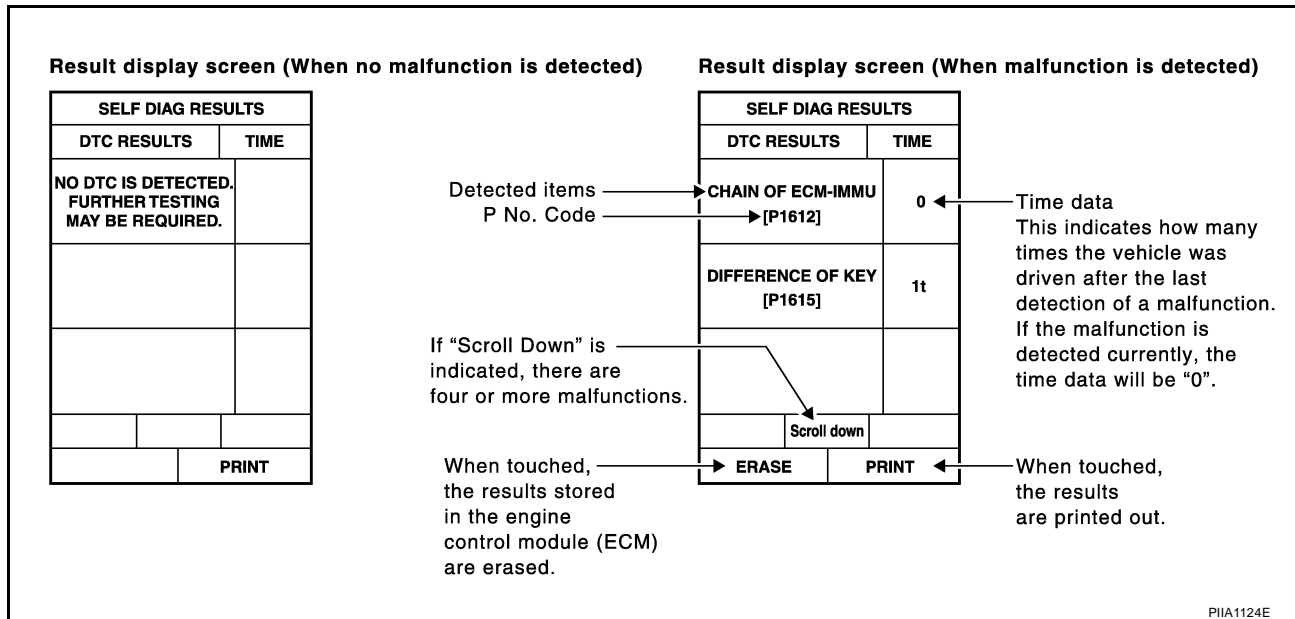 Result display screen (When no malfunction is detected)
SELF DIAG RESULTS
DTC RESULTS TIME
NO DTC IS DETECTED.
FURTHER TESTING
MAY BE REQUIRED.
PRINT
Result display screen (When malfunction is detected)
SELF DIAG RESULTS
DTC RESULTS TIME
Detected items
P No. Code
CHAIN OF ECM-IMMU
[P1612]
0
Time data
This indicates how many
times the vehicle was
driven after the last
detection of a malfunction.
If the malfunction is
detected currently, the
time data will be “0”.
DIFFERENCE OF KEY
[P1615]
1t
If “Scroll Down” is
indicated, there are
four or more malfunctions.
Scroll down
When touched,
the results stored
in the engine
control module (ECM)
are erased.
ERASE PRINT
When touched,
the results
are printed out.
PIIA1124E